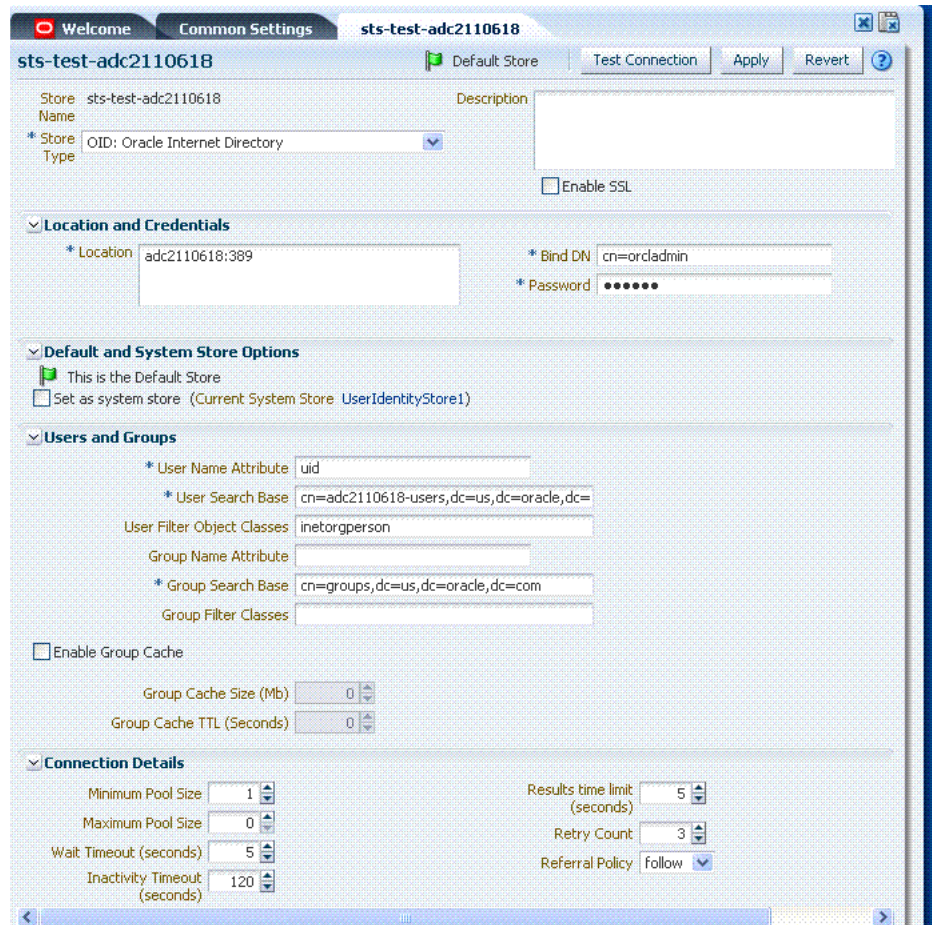 Welcome Common Settings sts-test-adc2110618
sts-test-adc2110618 Default Store Test Connection Apply Revert ?
Store Name sts-test-adc2110618
* Store Type OID: Oracle Internet Directory
Description
Enable SSL
Location and Credentials
* Location adc2110618:389
* Bind DN cn=orcladmin
* Password ●●●●●●
Default and System Store Options
This is the Default Store
Set as system store (Current System Store UserIdentityStore1)
Users and Groups
* User Name Attribute uid
* User Search Base cn=adc2110618-users,dc=us,dc=oracle,dc=
User Filter Object Classes inetorgperson
Group Name Attribute
* Group Search Base cn=groups,dc=us,dc=oracle,dc=com
Group Filter Classes
Enable Group Cache
Group Cache Size (Mb) 0
Group Cache TTL (Seconds) 0
Connection Details
Minimum Pool Size 1
Maximum Pool Size 0
Wait Timeout (seconds) 5
Inactivity Timeout (seconds) 120
Results time limit (seconds) 5
Retry Count 3
Referral Policy follow